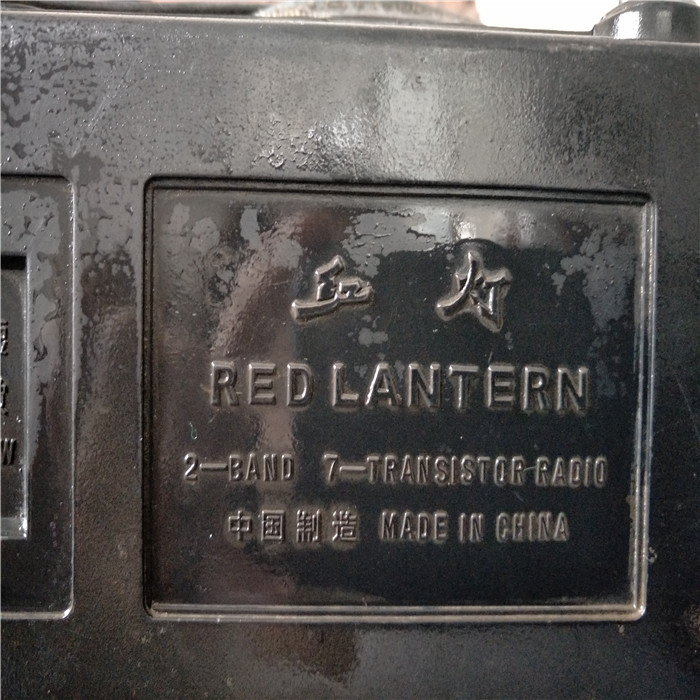 红灯
RED LANTERN
2—BAND 7—TRANSISTOR RADIO
中国制造 MADE IN CHINA
W